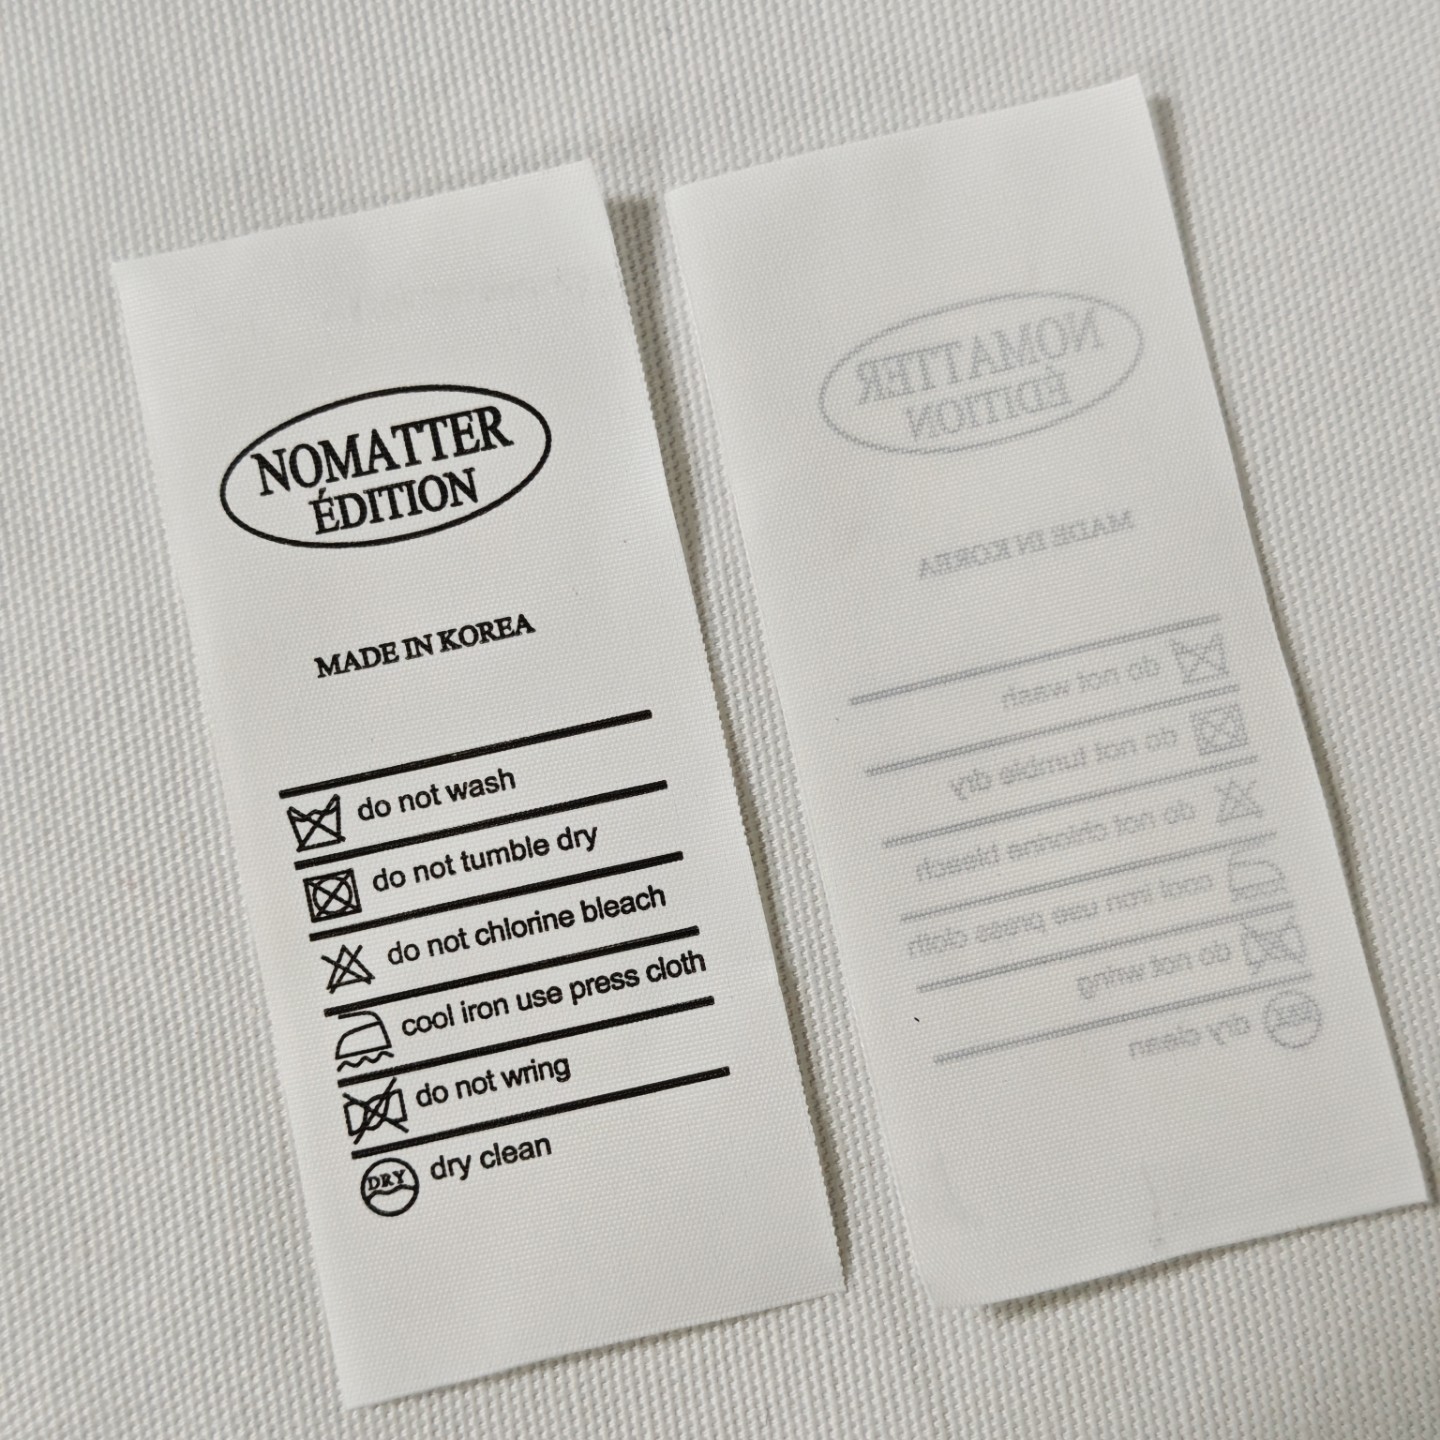 NOMATTER
ÉDITION
MADE IN KOREA
do not wash
do not tumble dry
do not chlorine bleach
cool iron use press cloth
do not wring
DRY dry clean
NOMATTER
ÉDITION
MADE IN KOREA
do not wash
do not tumble dry
do not chlorine bleach
cool iron use press cloth
do not wring
dry clean